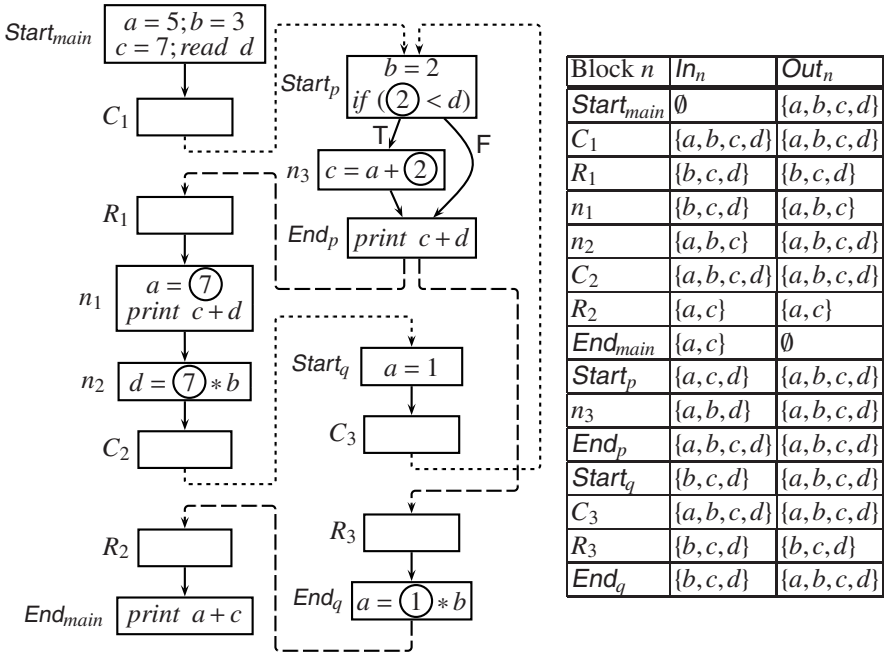 Start_main
a = 5; b = 3
c = 7; read d
C_1
Start_p
b = 2
if (2 < d)
T
F
n_3
c = a + 2
R_1
End_p
print c + d
n_1
a = 7
print c + d
n_2
d = 7 * b
Start_q
a = 1
C_2
C_3
R_2
R_3
End_main
print a + c
End_q
a = 1 * b
Block n In_n Out_n
Start_main ∅ {a,b,c,d}
C_1 {a,b,c,d} {a,b,c,d}
R_1 {b,c,d} {b,c,d}
n_1 {b,c,d} {a,b,c}
n_2 {a,b,c} {a,b,c,d}
C_2 {a,b,c,d} {a,b,c,d}
R_2 {a,c} {a,c}
End_main {a,c} ∅
Start_p {a,c,d} {a,b,c,d}
n_3 {a,b,d} {a,b,c,d}
End_p {a,b,c,d} {a,b,c,d}
Start_q {b,c,d} {a,b,c,d}
C_3 {a,b,c,d} {a,b,c,d}
R_3 {b,c,d} {b,c,d}
End_q {b,c,d} {a,b,c,d}